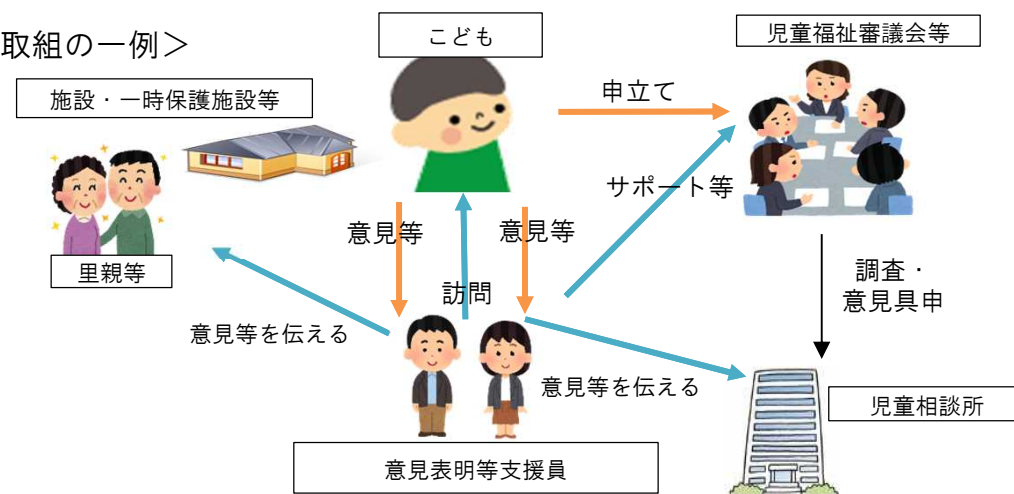 取組の一例＞
こども
児童福祉審議会等
施設・一時保護施設等
申立て
サポート等
意見等
意見等
里親等
訪問
調査・
意見具申
意見等を伝える
意見等を伝える
児童相談所
意見表明等支援員